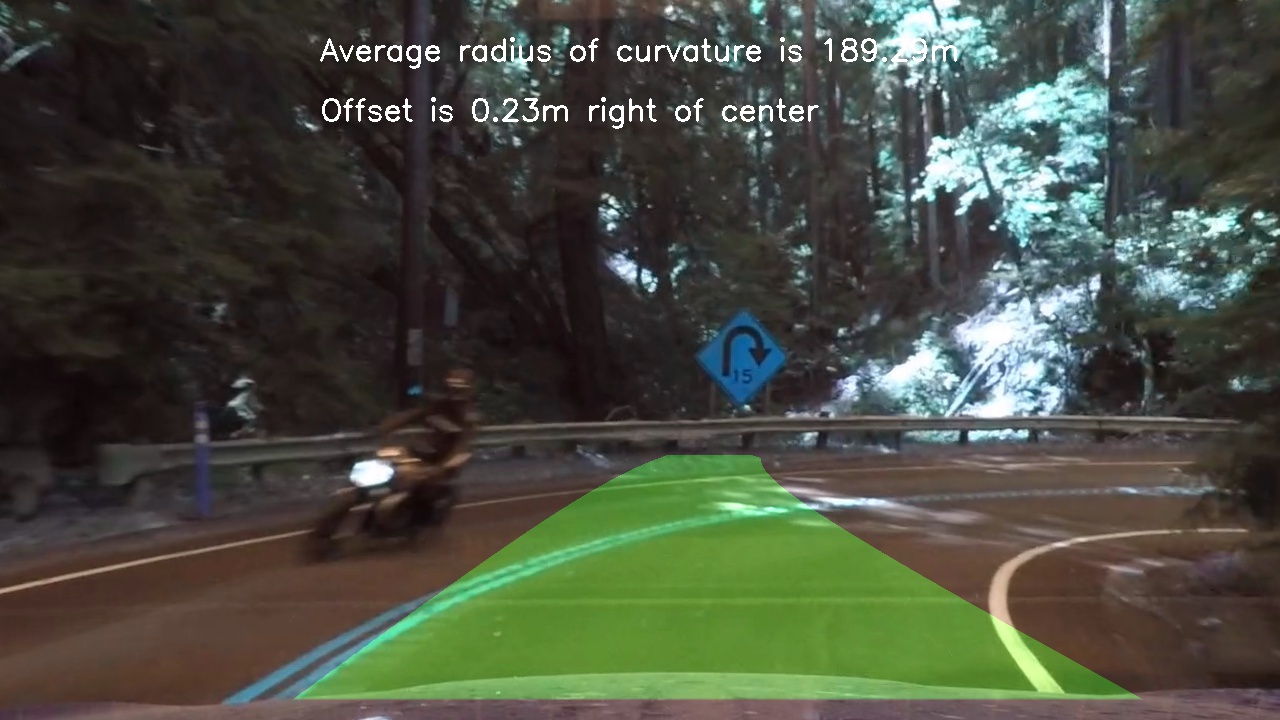 Average radius of curvature is 189.29m
Offset is 0.23m right of center
15